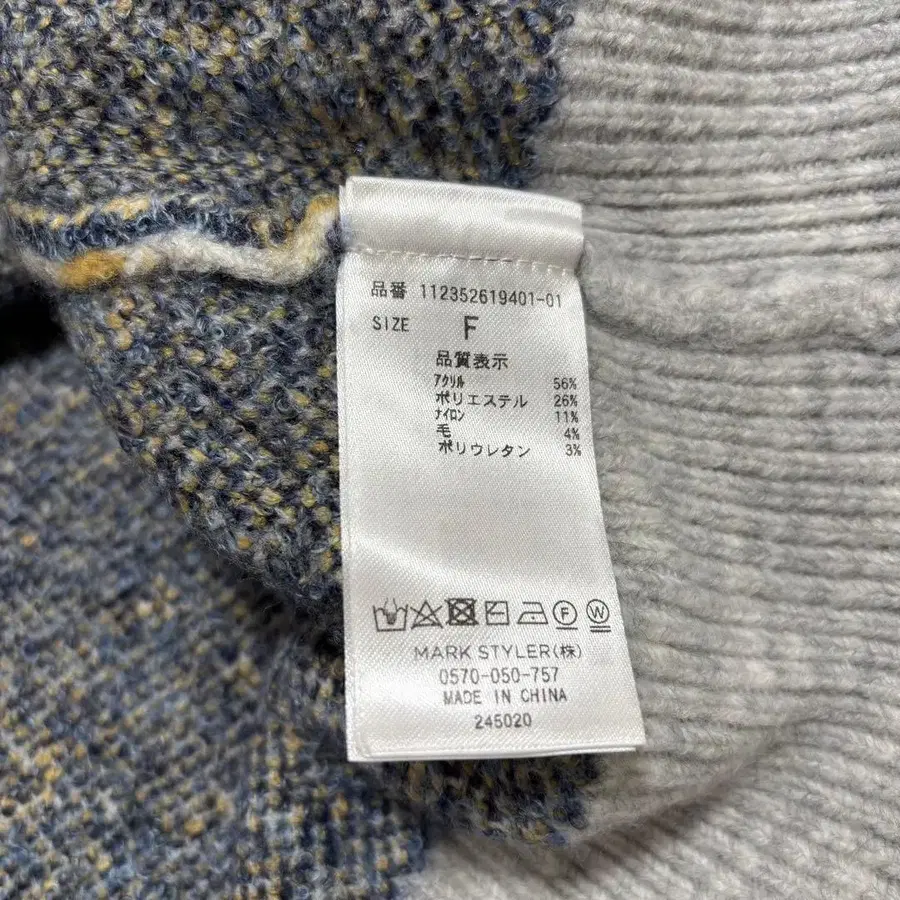 品番 112352619401-01
SIZE F
品質表示
アクリル 56%
ポリエステル 26%
ナイロン 11%
毛 4%
ポリウレタン 3%
F W
MARK STYLER(株)
0570-050-757
MADE IN CHINA
245020